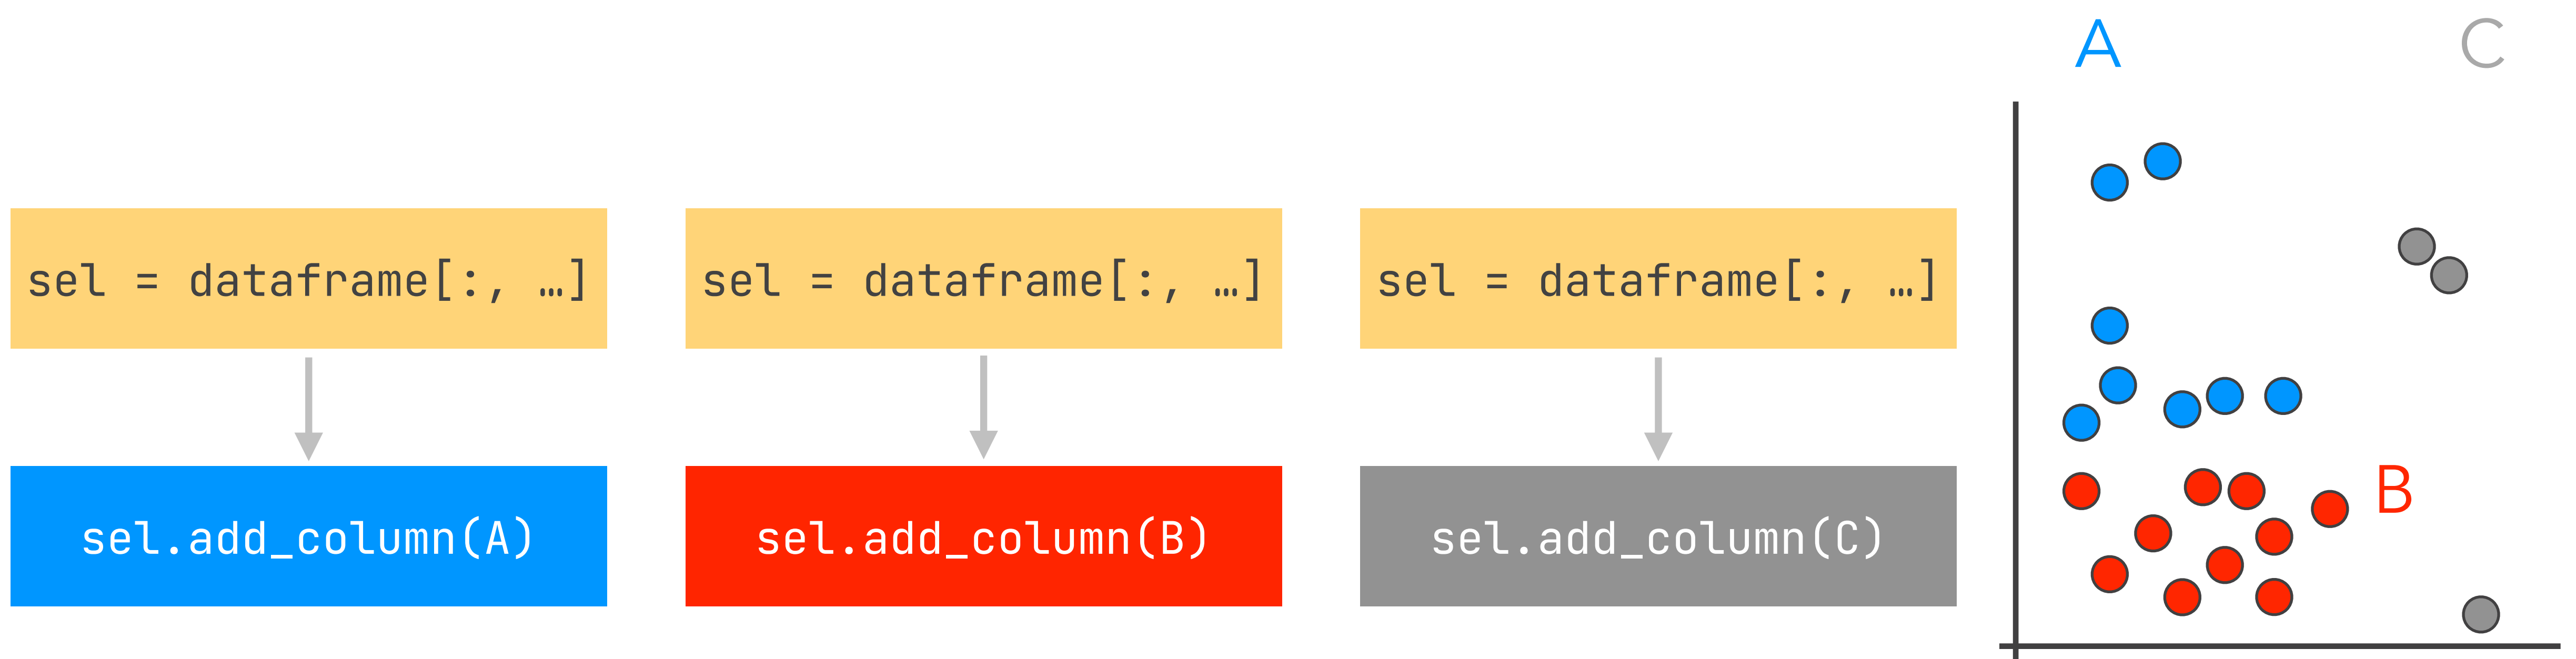 A
C
sel = dataframe[:, …]
sel = dataframe[:, …]
sel = dataframe[:, …]
sel.add_column(A)
sel.add_column(B)
sel.add_column(C)
B